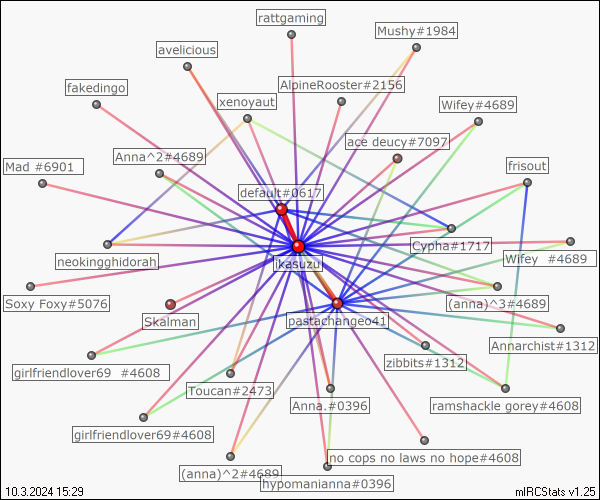 rattgaming
Mushy#1984
avelicious
AlpineRooster#2156
fakedingo
xenoyaut
Wifey#4689
ace deucy#7097
Anna^2#4689
Mad #6901
frisout
default#0617
Cypha#1717
neokingghidorah
ikasuzu
Wifey #4689
Soxy Foxy#5076
(anna)^3#4689
Skalman
pastachangeo41
Annarchist#1312
zibbits#1312
girlfriendlover69 #4608
Toucan#2473
Anna.#0396
ramshackle gorey#4608
girlfriendlover69#4608
no cops no laws no hope#4608
(anna)^2#4689
hypomanianna#0396
10.3.2024 15:29
mIRCStats v1.25